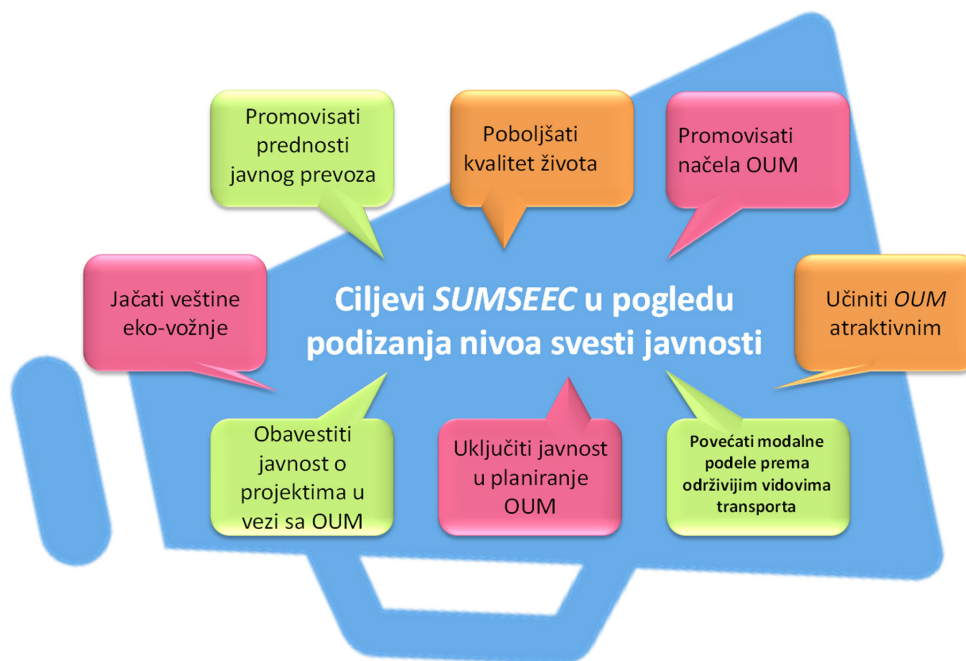 Promovisati
prednosti
javnog prevoza
Poboljšati
kvalitet života
Promovisati
načela OUM
Jačati veštine
eko-vožnje
Ciljevi SUMSEEC u pogledu
podizanja nivoa svesti javnosti
Učiniti OUM
atraktivnim
Obavestiti
javnost o
projektima u
vezi sa OUM
Uključiti javnost
u planiranje
OUM
Povećati modalne
podele prema
održivijim vidovima
transporta